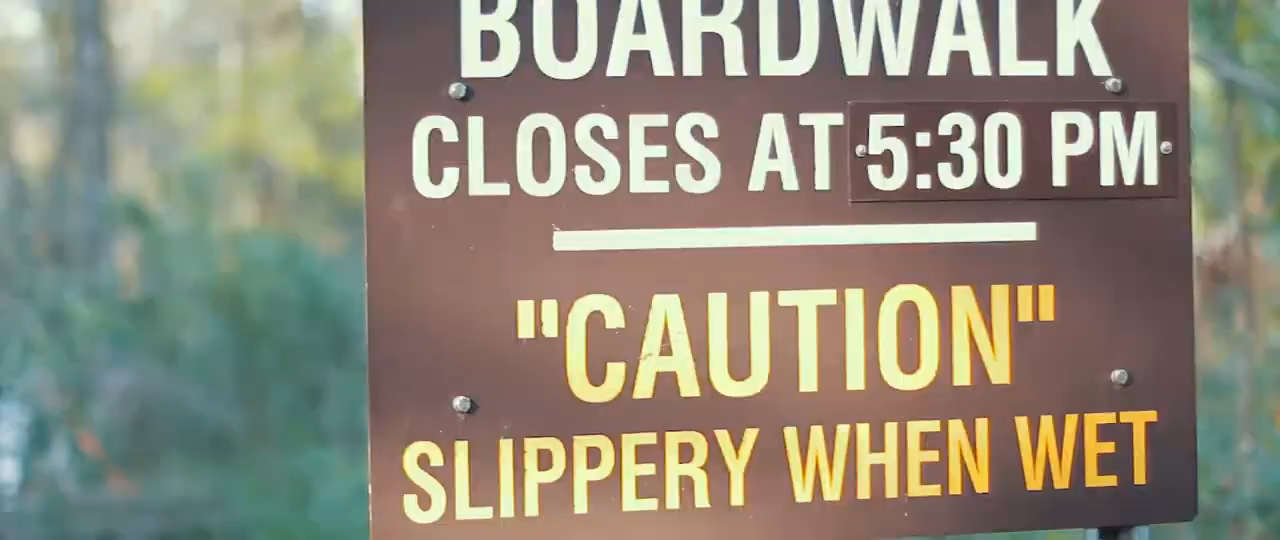 BOARDWALK
CLOSES AT 5:30 PM
"CAUTION"
SLIPPERY WHEN WET